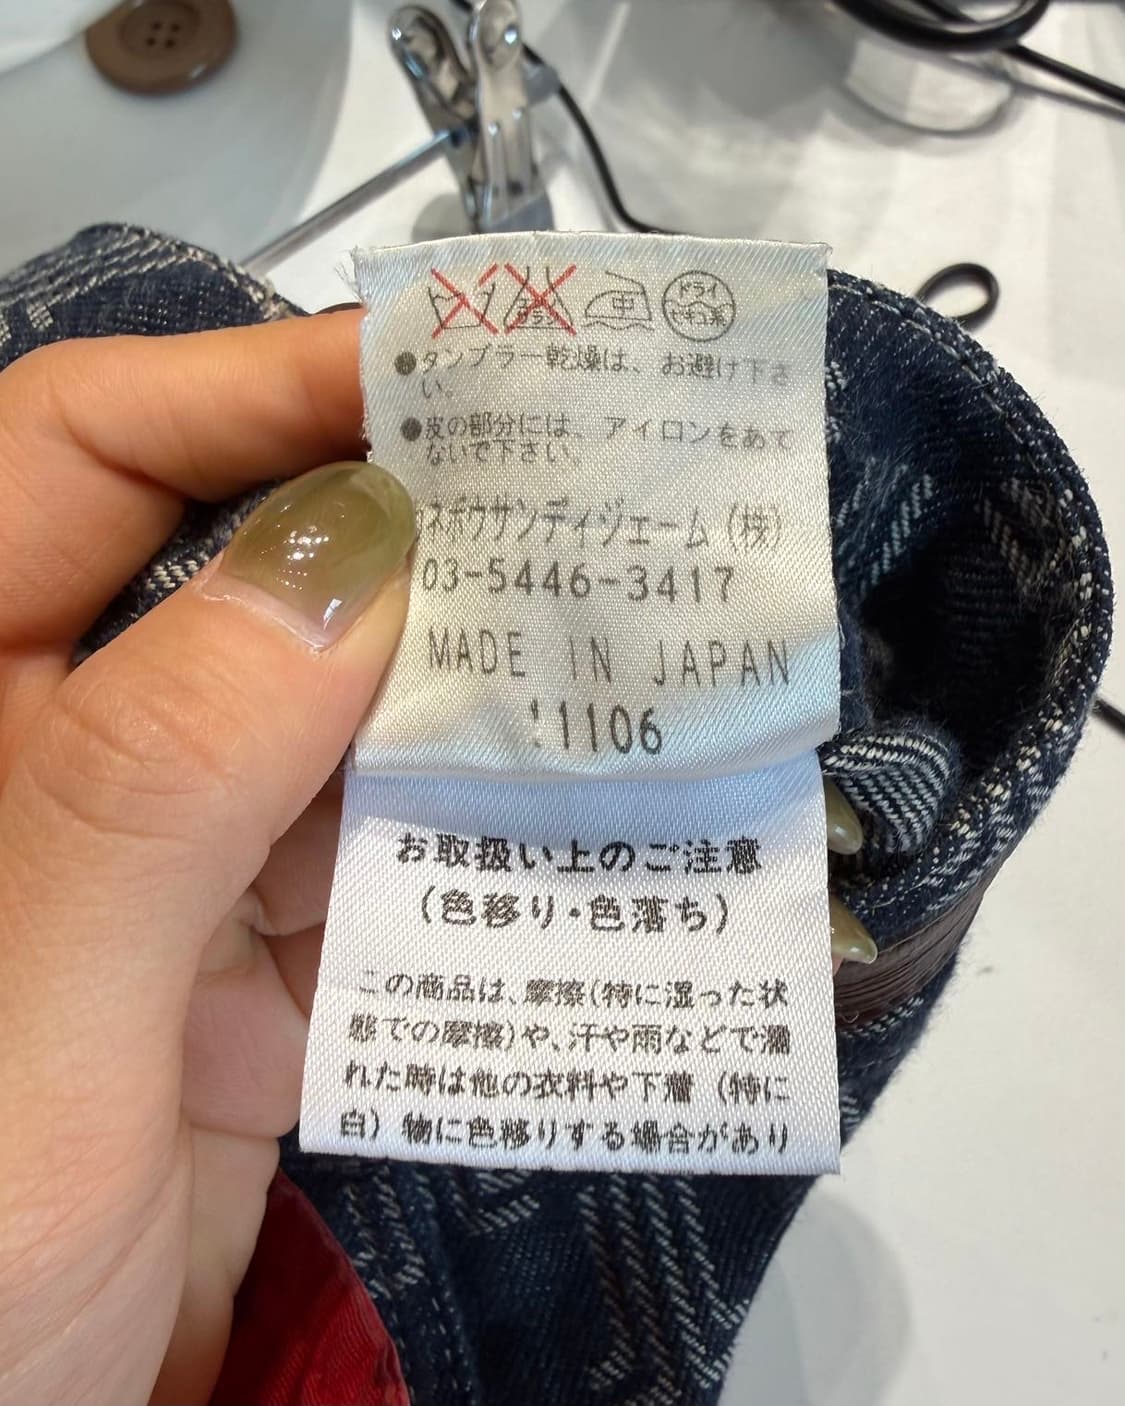 中
ドライ
セキユ系
●タンブラー乾燥は、お避け下さ
い。
●皮の部分には、アイロンをあて
ないで下さい。
ネボウサンディジェーム(株)
03-5446-3417
MADE IN JAPAN
1106
お取扱い上のご注意
(色移り・色落ち)
この商品は、摩擦(特に湿った状
態での摩擦)や、汗や雨などで濡
れた時は他の衣料や下着(特に
白)物に色移りする場合があり